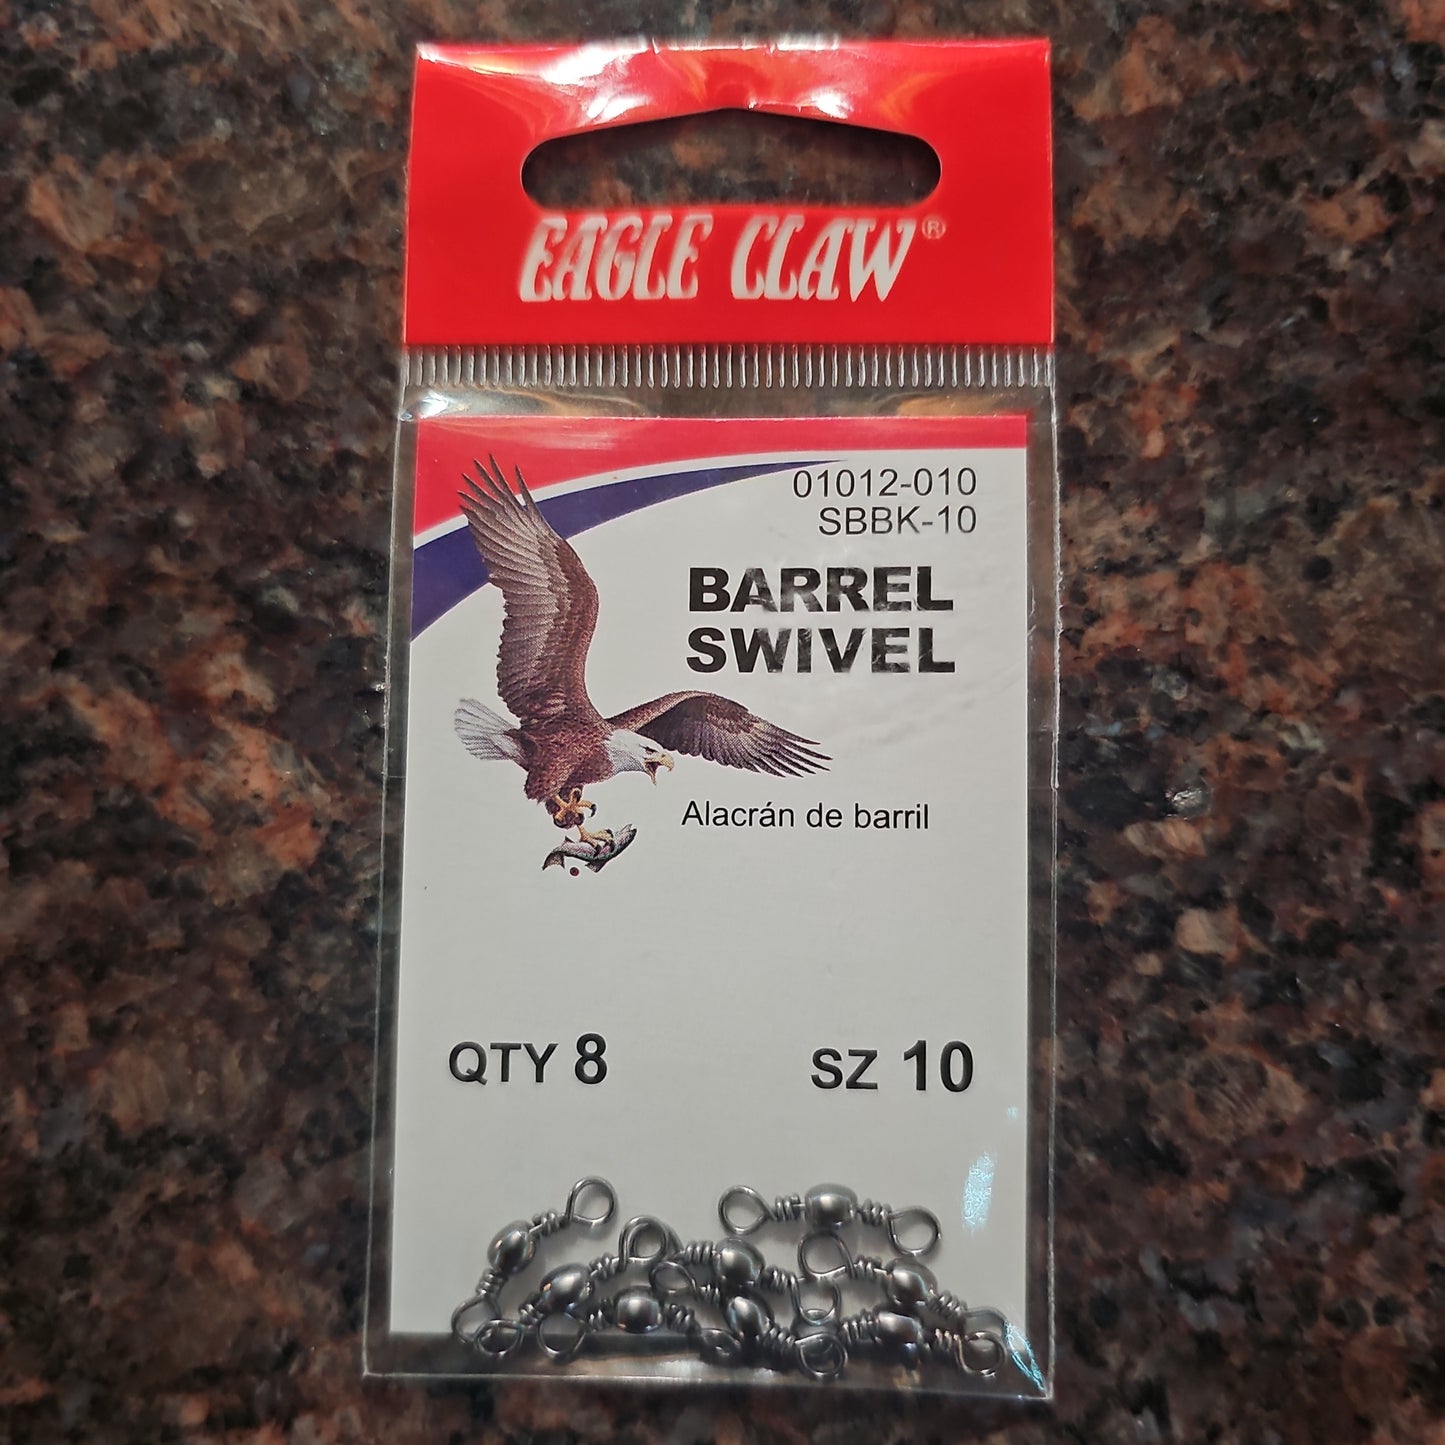 EAGLE CLAW®
01012-010
SBBK-10
BARREL
SWIVEL
Alacrán de barril
QTY 8
SZ 10